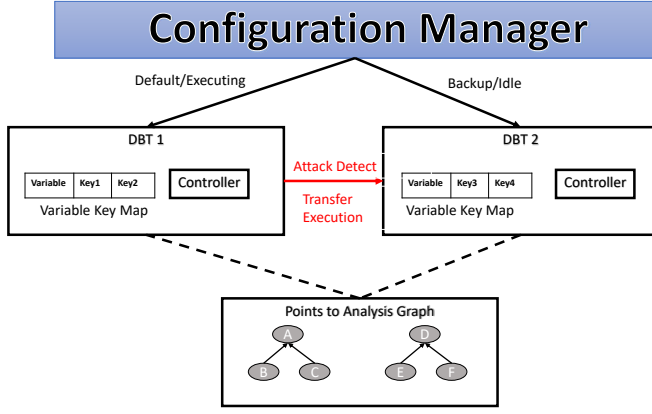 Configuration Manager
Default/Executing
Backup/Idle
DBT 1
Variable Key1 Key2
Controller
Variable Key Map
Attack Detect
Transfer
Execution
DBT 2
Variable Key3 Key4
Controller
Variable Key Map
Points to Analysis Graph
A
B C
D
E F